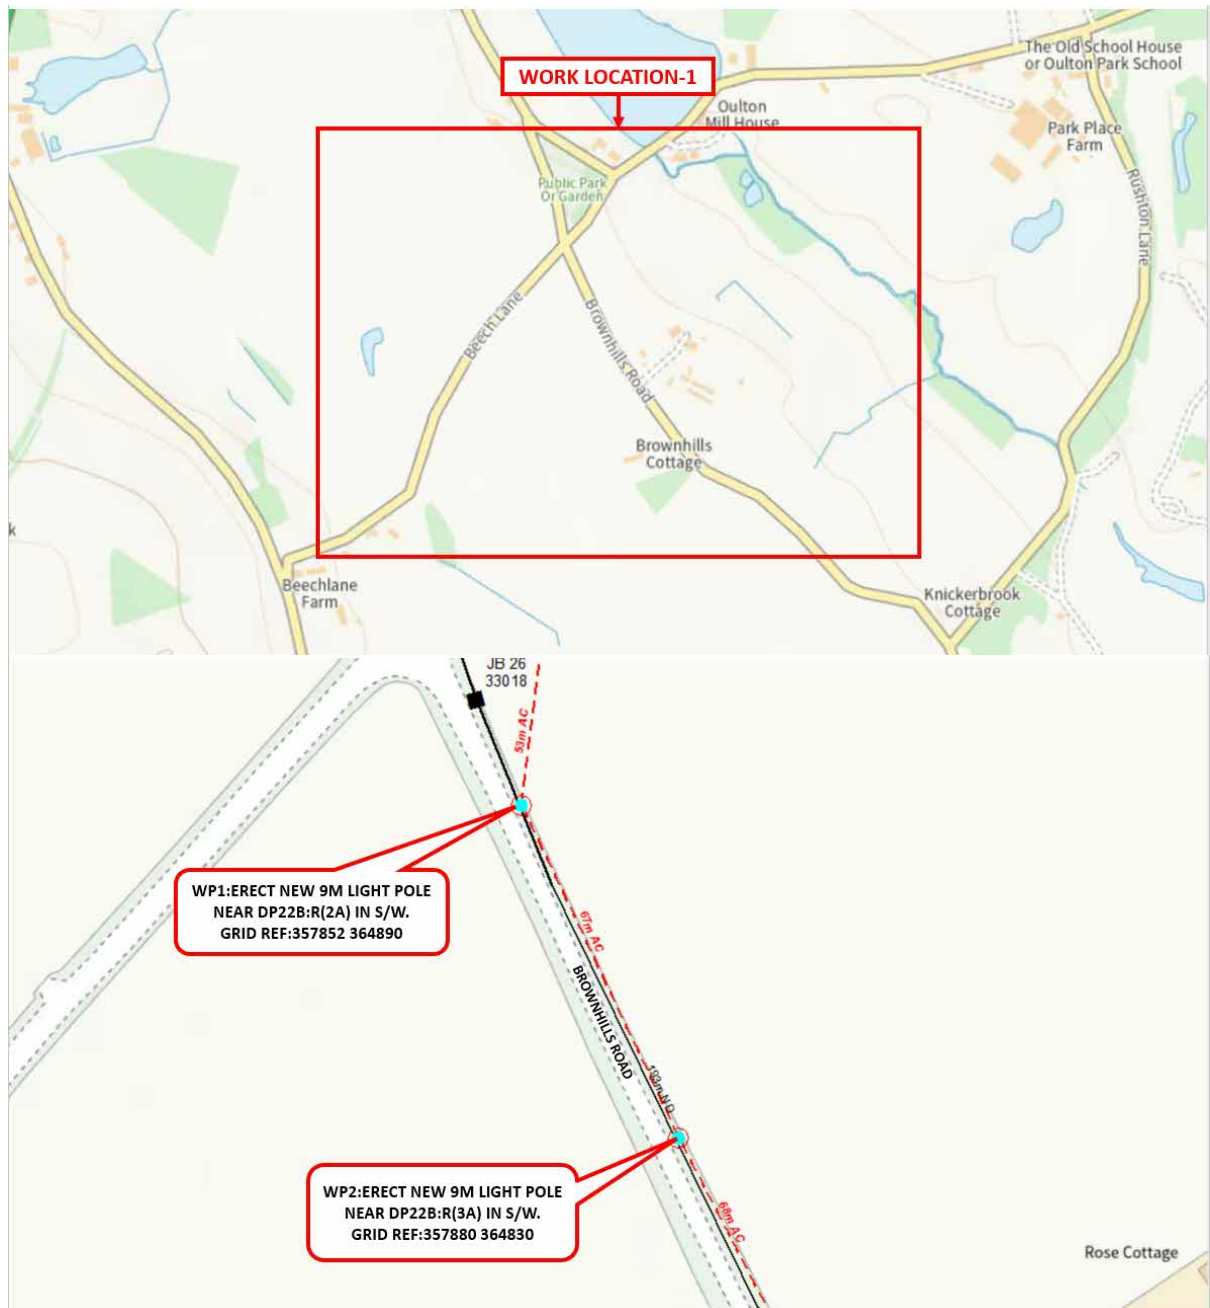 WORK LOCATION-1
The Old School House
or Oulton Park School
Oulton
Mill House
Park Place
Farm
Public Park
Or Garden
Rushton Lane
Beech Lane
Brownhills Road
Brownhills
Cottage
k
Beechlane
Farm
Knickerbrook
Cottage
JB 26
33018
53m AC
WP1:ERECT NEW 9M LIGHT POLE
NEAR DP22B:R(2A) IN S/W.
GRID REF:357852 364890
67m AC
BROWNHILLS ROAD
193m ND
WP2:ERECT NEW 9M LIGHT POLE
NEAR DP22B:R(3A) IN S/W.
GRID REF:357880 364830
68m AC
Rose Cottage